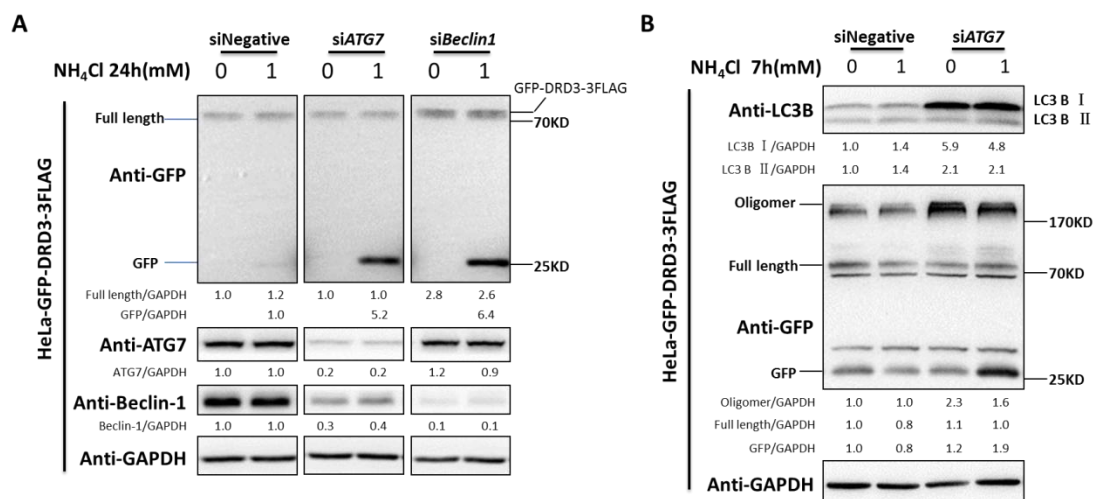 A
siNegative siATG7 siBeclin1
NH₄Cl 24h(mM) 0 1 0 1 0 1
GFP-DRD3-3FLAG
Full length
70KD
Anti-GFP
GFP
25KD
Full length/GAPDH 1.0 1.2 1.0 1.0 2.8 2.6
GFP/GAPDH 1.0 5.2 6.4
Anti-ATG7
ATG7/GAPDH 1.0 1.0 0.2 0.2 1.2 0.9
Anti-Beclin-1
Beclin-1/GAPDH 1.0 1.0 0.3 0.4 0.1 0.1
Anti-GAPDH
HeLa-GFP-DRD3-3FLAG
B
siNegative siATG7
NH₄Cl 7h(mM) 0 1 0 1
Anti-LC3B
LC3 B Ⅰ
LC3 B Ⅱ
LC3B Ⅰ/GAPDH 1.0 1.4 5.9 4.8
LC3 B Ⅱ/GAPDH 1.0 1.4 2.1 2.1
Oligomer
170KD
Full length
70KD
Anti-GFP
GFP
25KD
Oligomer/GAPDH 1.0 1.0 2.3 1.6
Full length/GAPDH 1.0 0.8 1.1 1.0
GFP/GAPDH 1.0 0.8 1.2 1.9
Anti-GAPDH
HeLa-GFP-DRD3-3FLAG